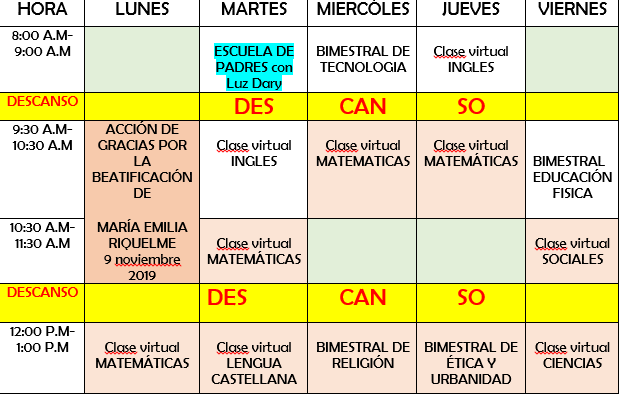 HORA LUNES MARTES MIERCÓLES JUEVES VIERNES
8:00 A.M-
9:00 A.M
ESCUELA DE
PADRES con
Luz Dary
BIMESTRAL DE
TECNOLOGIA
Clase virtual
INGLES
DESCANSO DES CAN SO
9:30 A.M-
10:30 A.M
ACCIÓN DE
GRACIAS POR
LA
BEATIFICACIÓN
DE
MARÍA EMILIA
RIQUELME
9 noviembre
2019
Clase virtual
INGLES
Clase virtual
MATEMATICAS
Clase virtual
MATEMÁTICAS
BIMESTRAL
EDUCACIÓN
FISICA
10:30 A.M-
11:30 A.M
Clase virtual
MATEMÁTICAS
Clase virtual
SOCIALES
DESCANSO DES CAN SO
12:00 P.M-
1:00 P.M
Clase virtual
MATEMÁTICAS
Clase virtual
LENGUA
CASTELLANA
BIMESTRAL DE
RELIGIÓN
BIMESTRAL DE
ÉTICA Y
URBANIDAD
Clase virtual
CIENCIAS